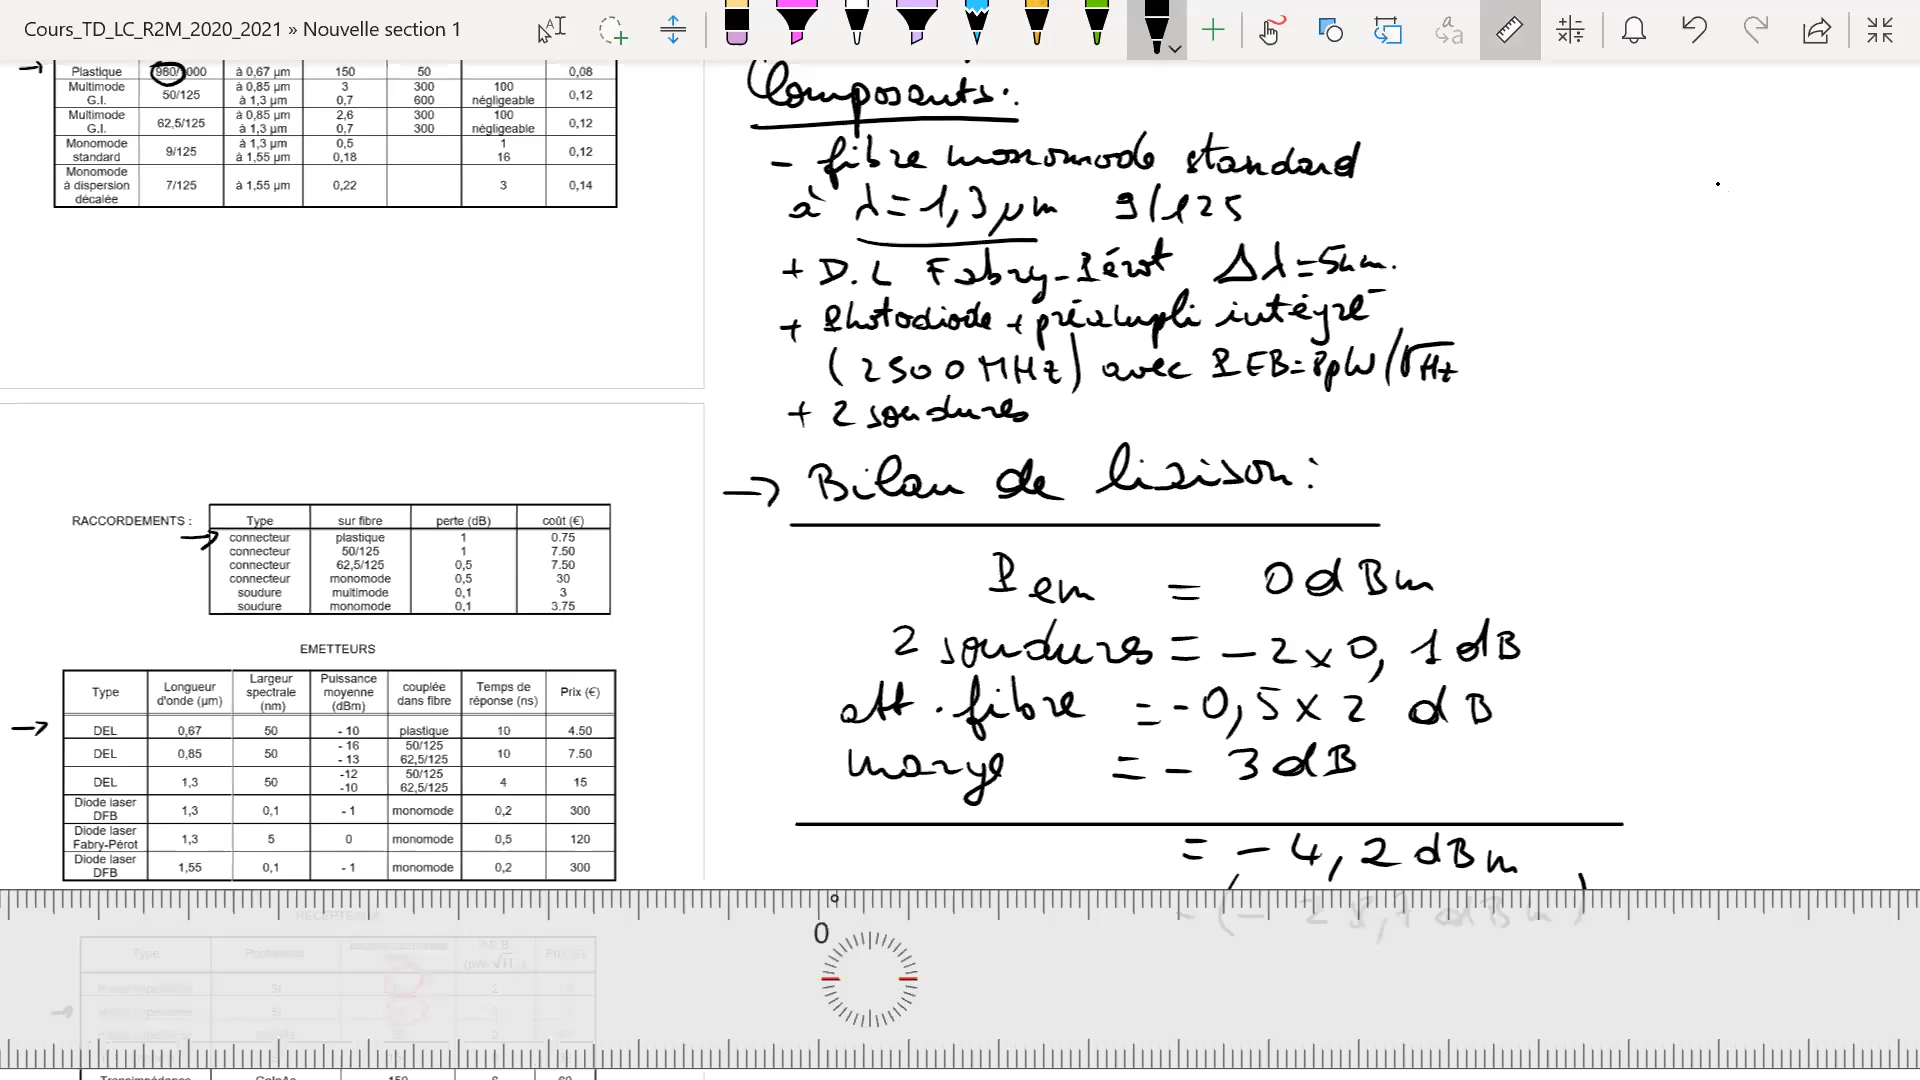 Cours_TD_LC_R2M_2020_2021 » Nouvelle section 1
Plastique 980/1000 à 0,67 µm 150 50 0,08
Multimode G.I. 50/125 à 0,85 µm 3 300 100 0,12
à 1,3 µm 0,7 600 négligeable
Multimode G.I. 62,5/125 à 0,85 µm 2,6 300 100 0,12
à 1,3 µm 0,7 300 négligeable
Monomode standard 9/125 à 1,3 µm 0,5 1 0,12
à 1,55 µm 0,18 16
Monomode à dispersion décalée 7/125 à 1,55 µm 0,22 3 0,14
RACCORDEMENTS :
Type sur fibre perte (dB) coût (€)
connecteur plastique 1 0.75
connecteur 50/125 1 7.50
connecteur 62,5/125 0,5 7.50
connecteur monomode 0,5 30
soudure multimode 0,1 3
soudure monomode 0,1 3.75
EMETTEURS
Type Longueur d'onde (µm) Largeur spectrale (nm) Puissance moyenne (dBm) couplée dans fibre Temps de réponse (ns) Prix (€)
DEL 0,67 50 - 10 plastique 10 4.50
DEL 0,85 50 - 16 50/125 10 7.50
- 13 62,5/125
DEL 1,3 50 -12 50/125 4 15
-10 62,5/125
Diode laser DFB 1,3 0,1 - 1 monomode 0,2 300
Diode laser Fabry-Pérot 1,3 5 0 monomode 0,5 120
Diode laser DFB 1,55 0,1 - 1 monomode 0,2 300
Type
Prix (€)
Si 2
Si
2
Composants :
- fibre monomode standard
à λ = 1,3 µm 9/125
+ D.L Fabry-Pérot Δλ = 5nm.
+ Photodiode + préampli intégré
(2500 MHz) avec PEB = 8pW/√Hz
+ 2 soudures
→ Bilan de liaison :
Pem = 0 dBm
2 soudures = - 2 x 0,1 dB
att. fibre = - 0,5 x 2 dB
marge = - 3 dB
= - 4,2 dBm
- (- 28,7 dBm)
0